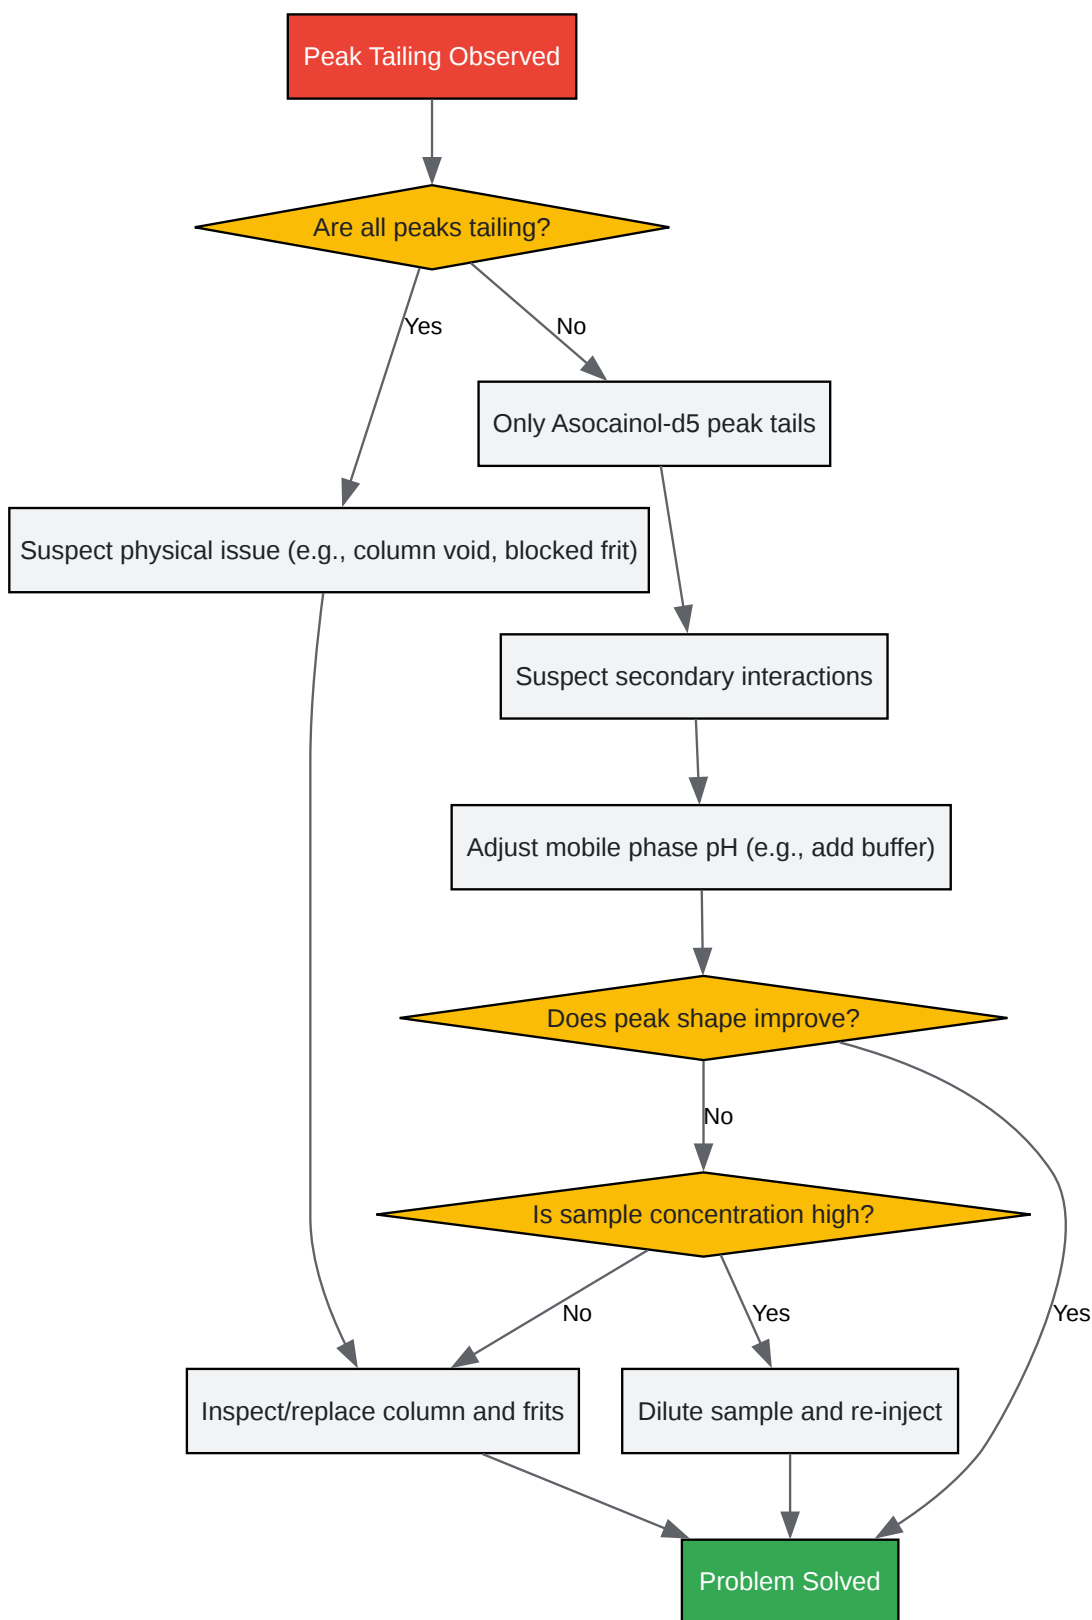 Peak Tailing Observed
Are all peaks tailing?
Yes
No
Only Asocainol-d5 peak tails
Suspect physical issue (e.g., column void, blocked frit)
Suspect secondary interactions
Adjust mobile phase pH (e.g., add buffer)
Does peak shape improve?
No
Is sample concentration high?
No
Yes
Yes
Inspect/replace column and frits
Dilute sample and re-inject
Problem Solved